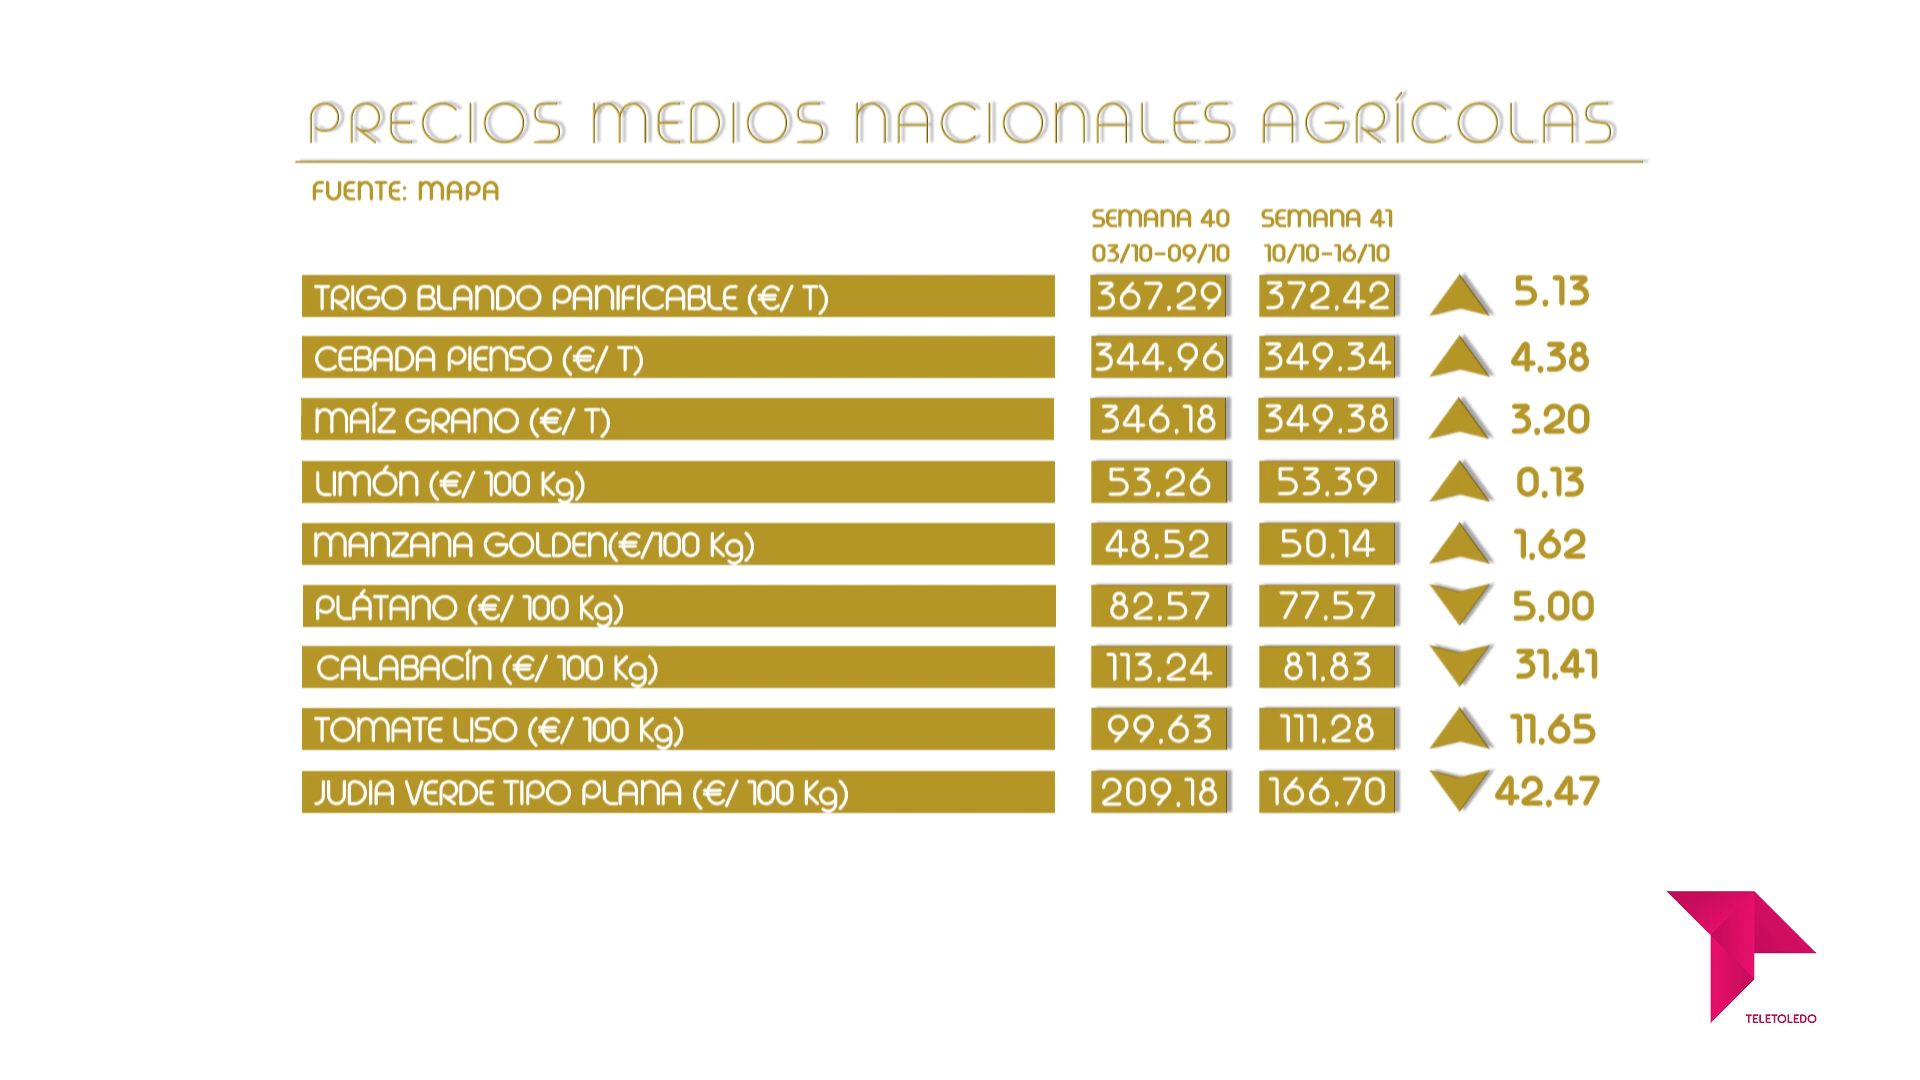 PRECIOS MEDIOS NACIONALES AGRÍCOLAS
FUENTE: MAPA
SEMANA 40 SEMANA 41
03/10-09/10 10/10-16/10
TRIGO BLANDO PANIFICABLE (€/ T) 367.29 372.42 5.13
CEBADA PIENSO (€/ T) 344.96 349.34 4.38
MAÍZ GRANO (€/ T) 346.18 349.38 3.20
LIMÓN (€/ 100 Kg) 53.26 53.39 0.13
MANZANA GOLDEN(€/100 Kg) 48.52 50.14 1.62
PLÁTANO (€/ 100 Kg) 82.57 77.57 5.00
CALABACÍN (€/ 100 Kg) 113.24 81.83 31.41
TOMATE LISO (€/ 100 Kg) 99.63 111.28 11.65
JUDIA VERDE TIPO PLANA (€/ 100 Kg) 209.18 166.70 42.47
TELETOLEDO